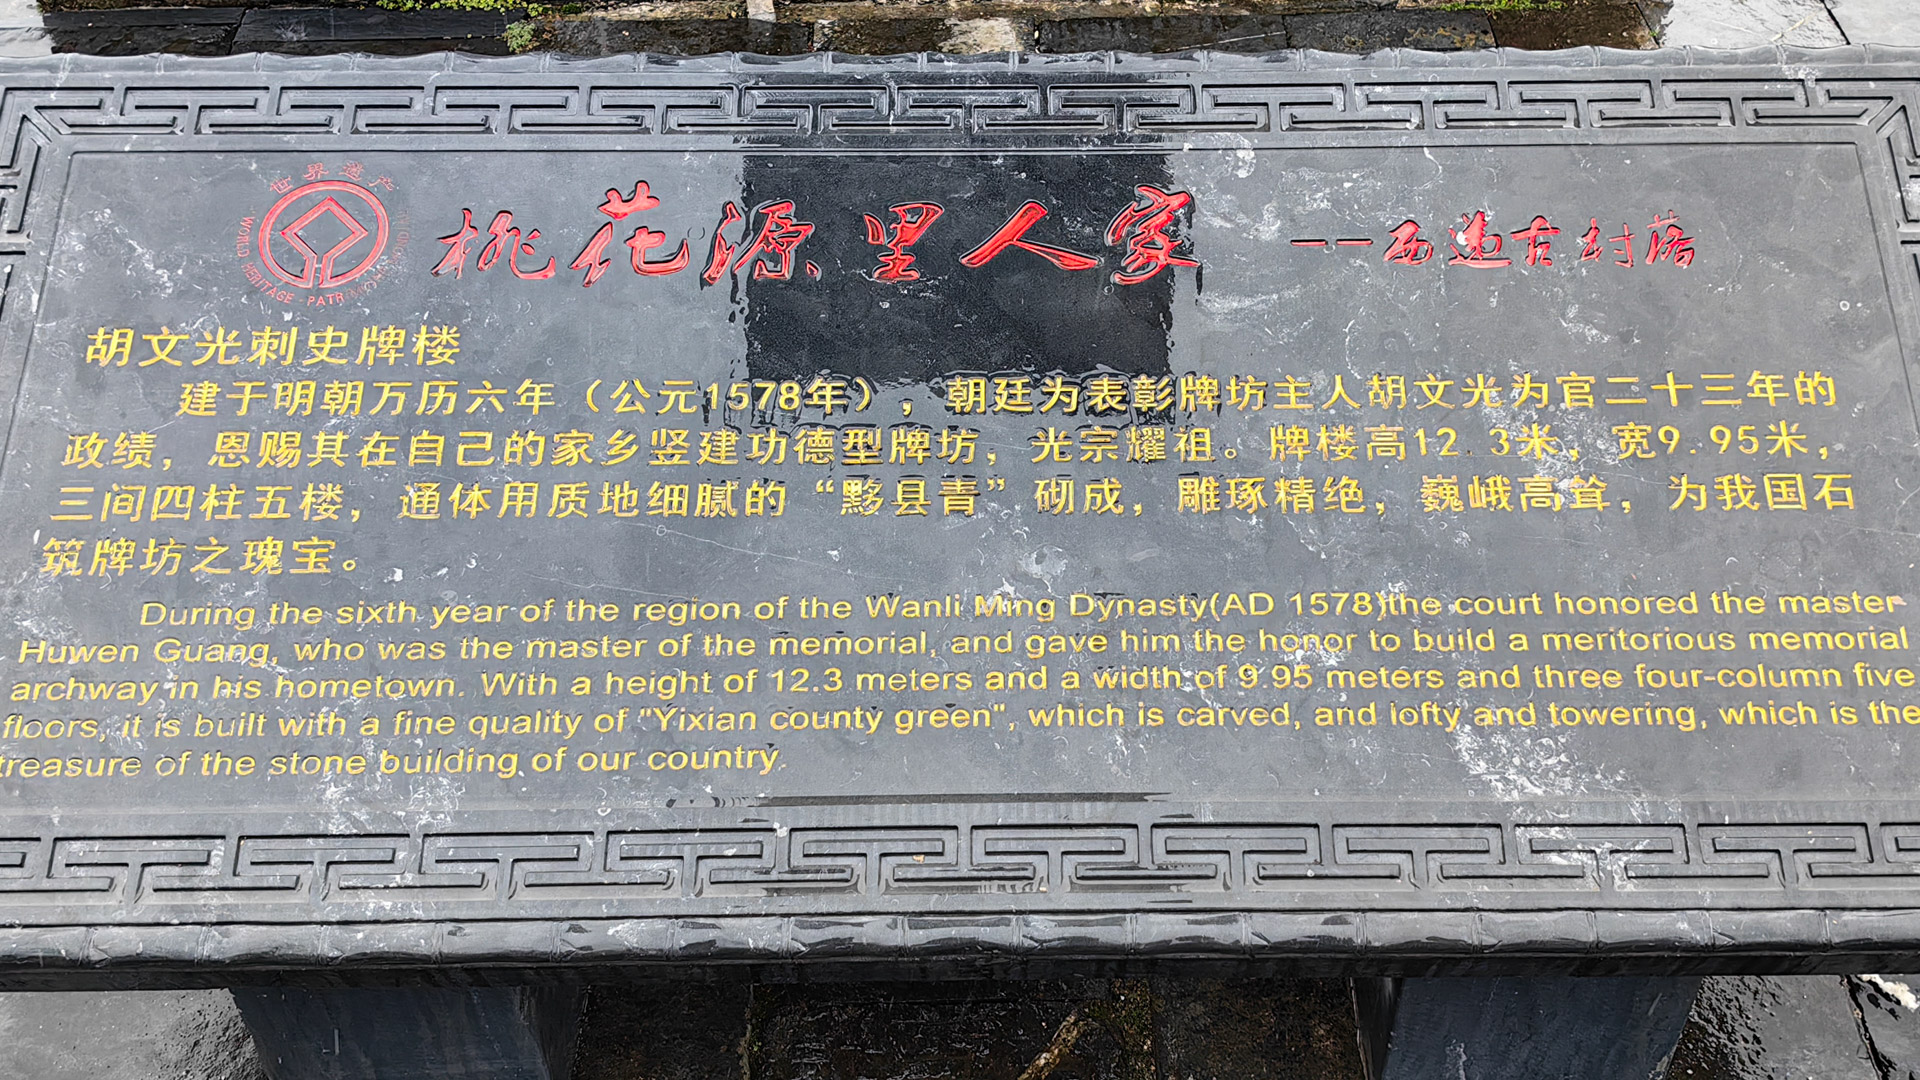 世界遗产
WORLD HERITAGE PATRIMOINE
桃花源里人家 ——西递古村落
胡文光刺史牌楼
建于明朝万历六年（公元1578年），朝廷为表彰牌坊主人胡文光为官二十三年的
政绩，恩赐其在自己的家乡竖建功德型牌坊，光宗耀祖。牌楼高12.3米，宽9.95米，
三间四柱五楼，通体用质地细腻的“黟县青”砌成，雕琢精绝，巍峨高耸，为我国石
筑牌坊之瑰宝。
During the sixth year of the region of the Wanli Ming Dynasty(AD 1578)the court honored the master
Huwen Guang, who was the master of the memorial, and gave him the honor to build a meritorious memorial
archway in his hometown. With a height of 12.3 meters and a width of 9.95 meters and three four-column five
floors, it is built with a fine quality of "Yixian county green", which is carved, and lofty and towering, which is the
treasure of the stone building of our country.